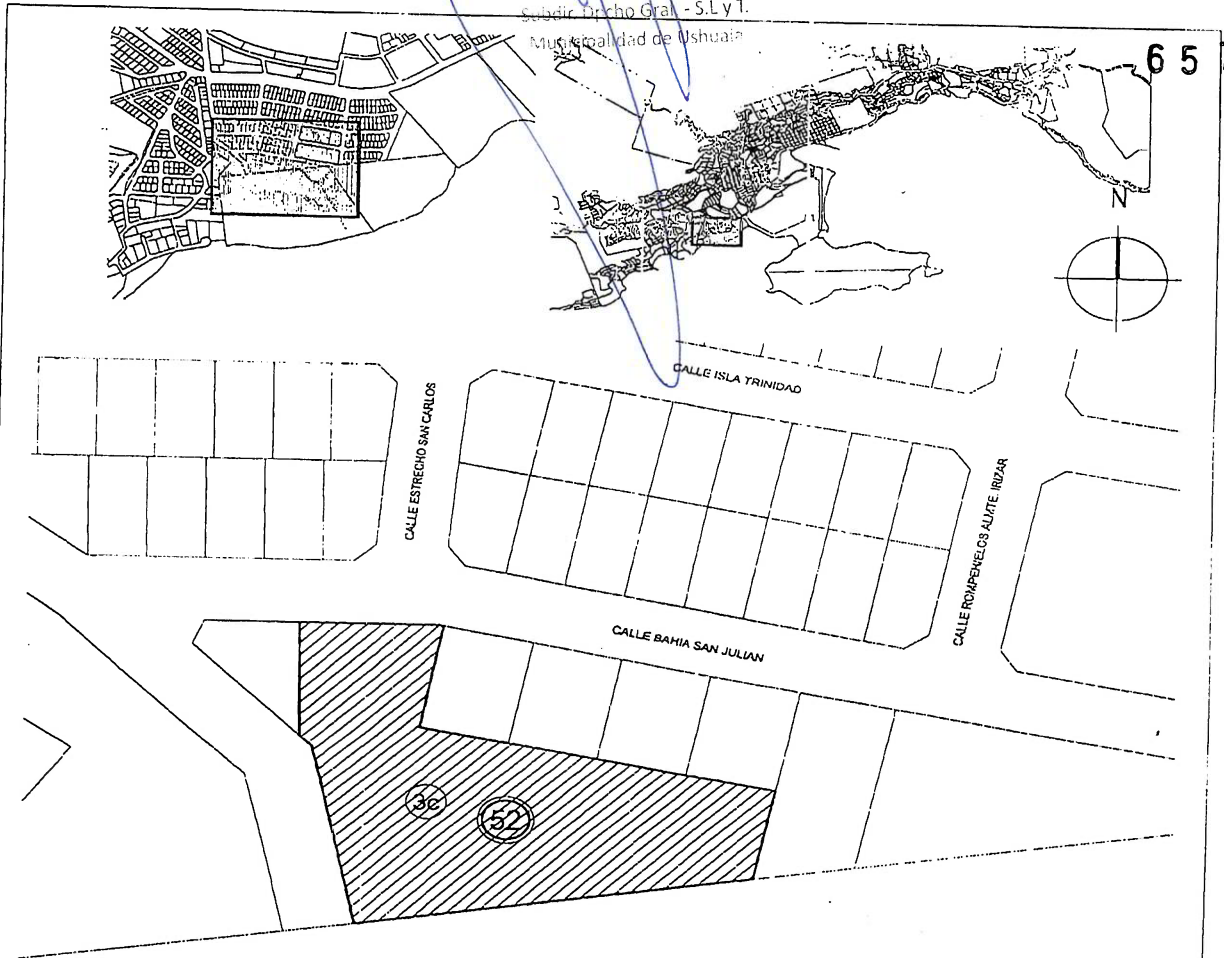 Subdir. Dpcho Gral. - S.L y T.
Municipalidad de Ushuaia
6 5
N
CALLE ISLA TRINIDAD
CALLE ESTRECHO SAN CARLOS
CALLE ROMPEHIELOS ALMTE. IRIZAR
CALLE BAHIA SAN JULIAN
3c
52